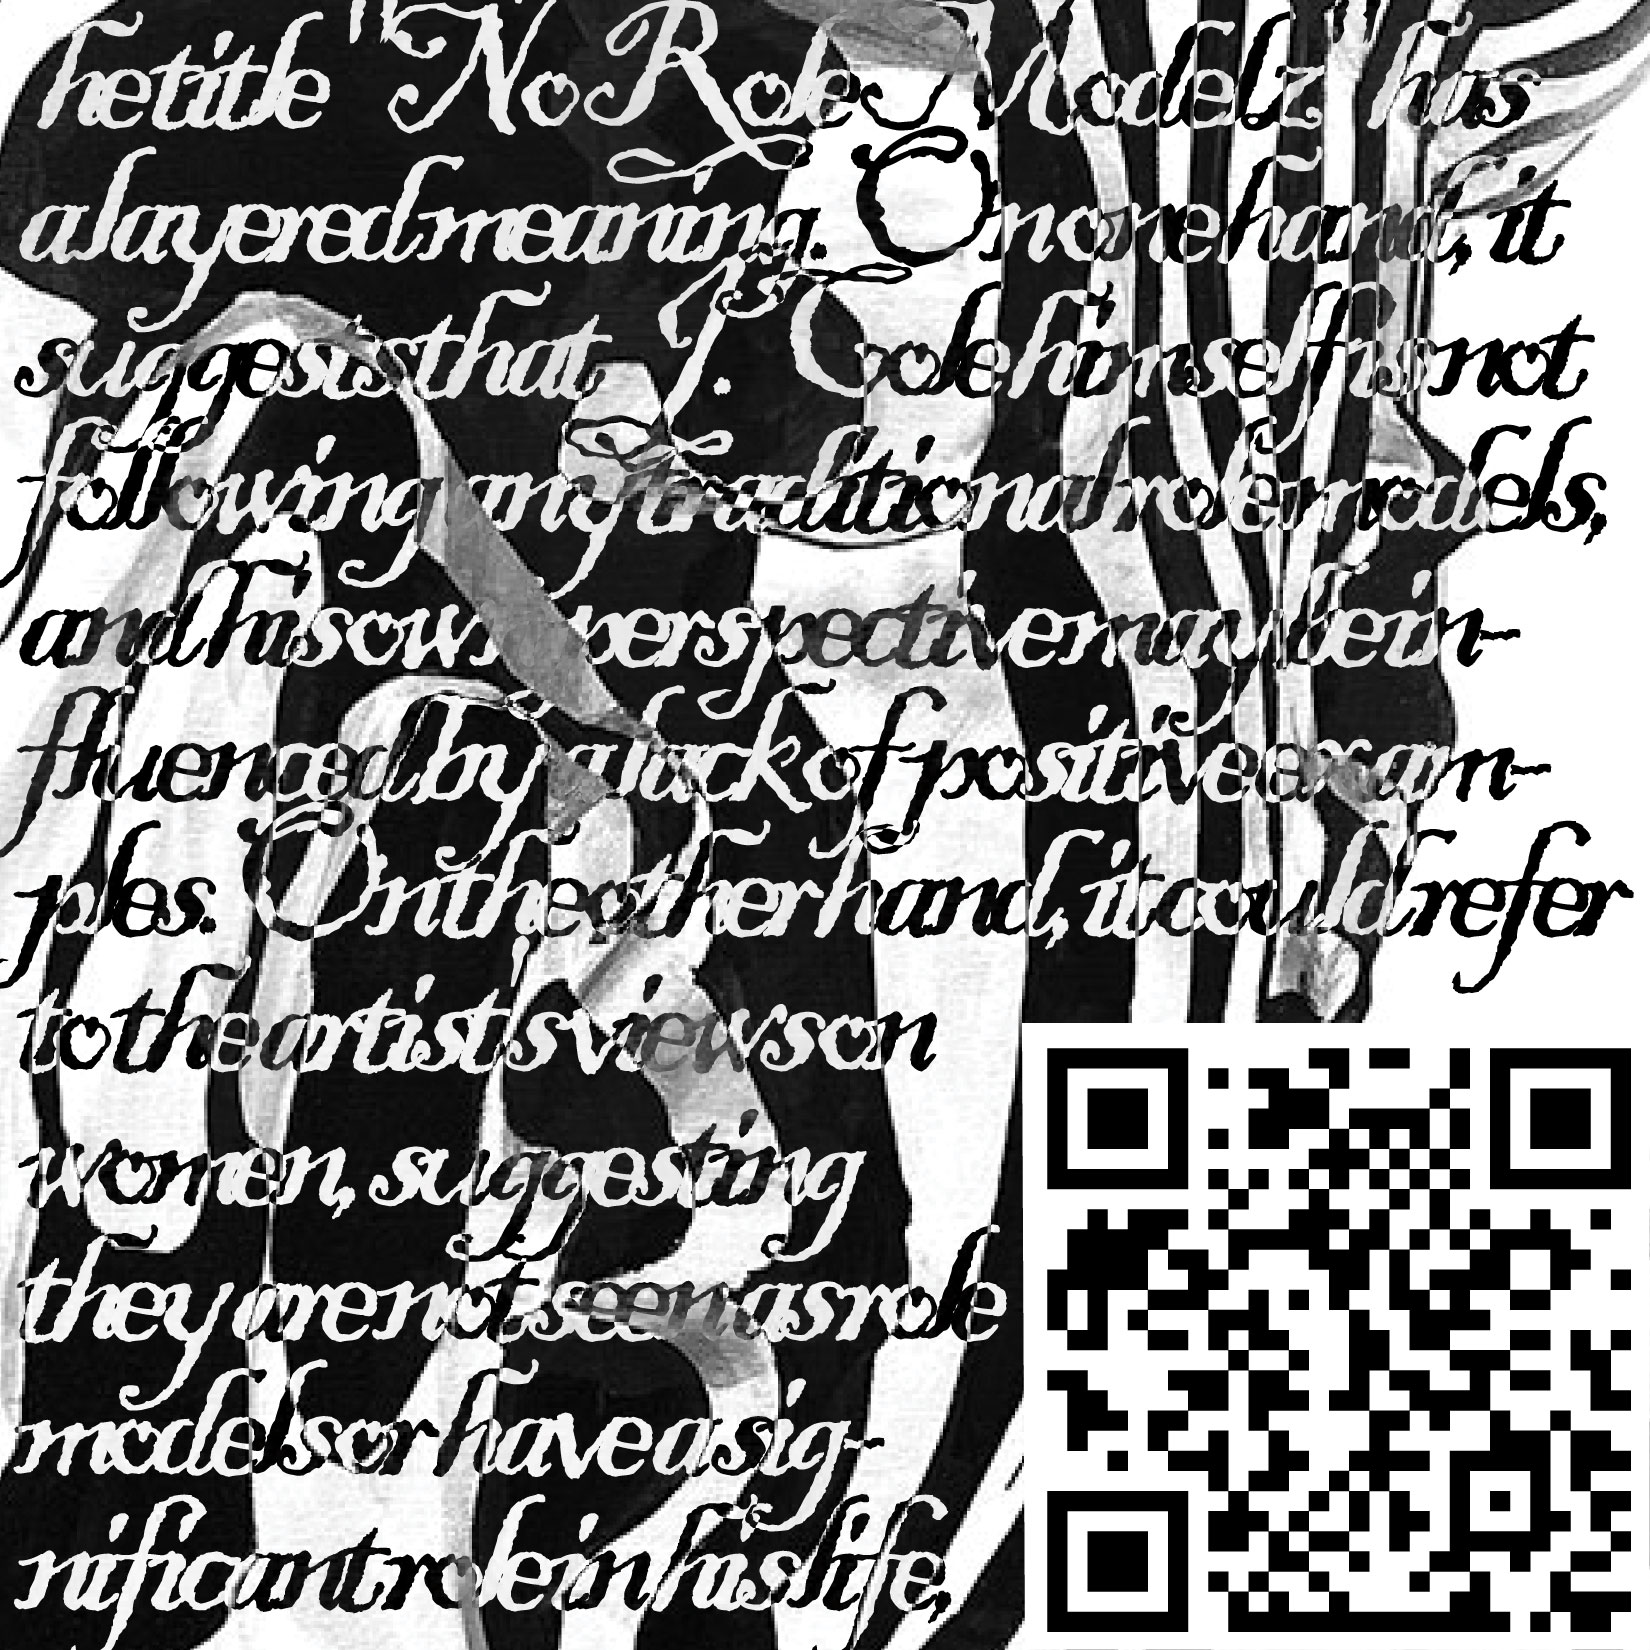 he title "No Role Modelz" has
a layered meaning. On one hand, it
suggests that J. Cole himself is not
following any traditional role models,
and his own perspective may be in-
fluenced by a lack of positive exam-
ples. On the other hand, it could refer
to the artist's views on
women, suggesting
they are not seen as role
models or have a sig-
nificant role in his life,